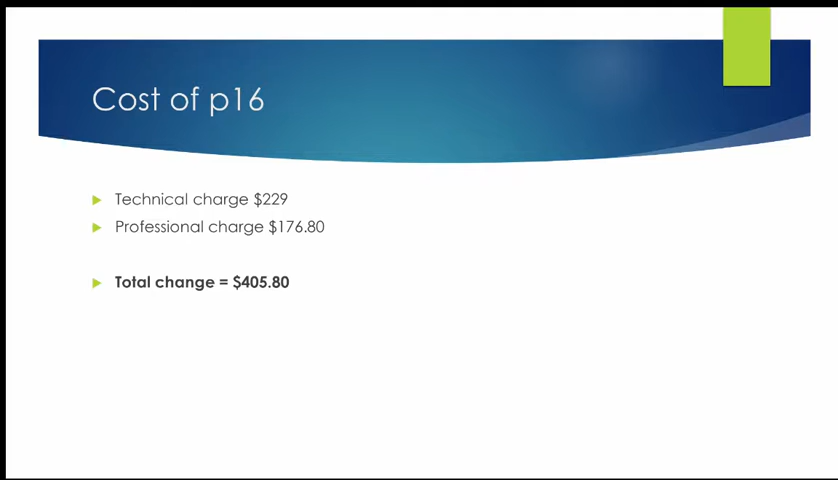 Cost of p16
Technical charge $229
Professional charge $176.80
Total change = $405.80